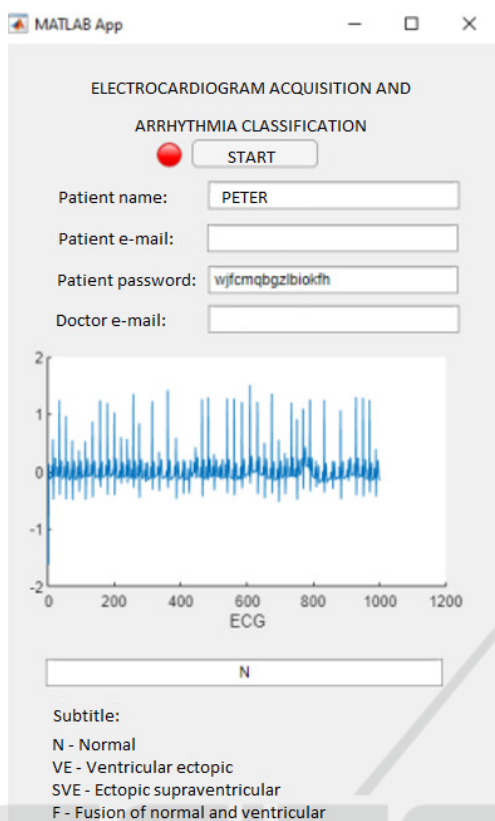 MATLAB App
ELECTROCARDIOGRAM ACQUISITION AND
ARRHYTHMIA CLASSIFICATION
START
Patient name: PETER
Patient e-mail:
Patient password: wjfcmqbgzlbiokfh
Doctor e-mail:
2
1
0
-1
-2
0 200 400 600 800 1000 1200
ECG
N
Subtitle:
N - Normal
VE - Ventricular ectopic
SVE - Ectopic supraventricular
F - Fusion of normal and ventricular